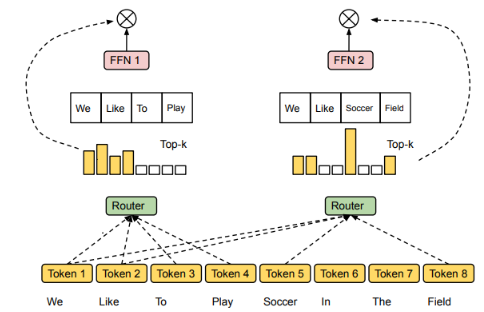 FFN 1 FFN 2
We Like To Play We Like Soccer Field
Top-k Top-k
Router Router
Token 1 Token 2 Token 3 Token 4 Token 5 Token 6 Token 7 Token 8
We Like To Play Soccer In The Field